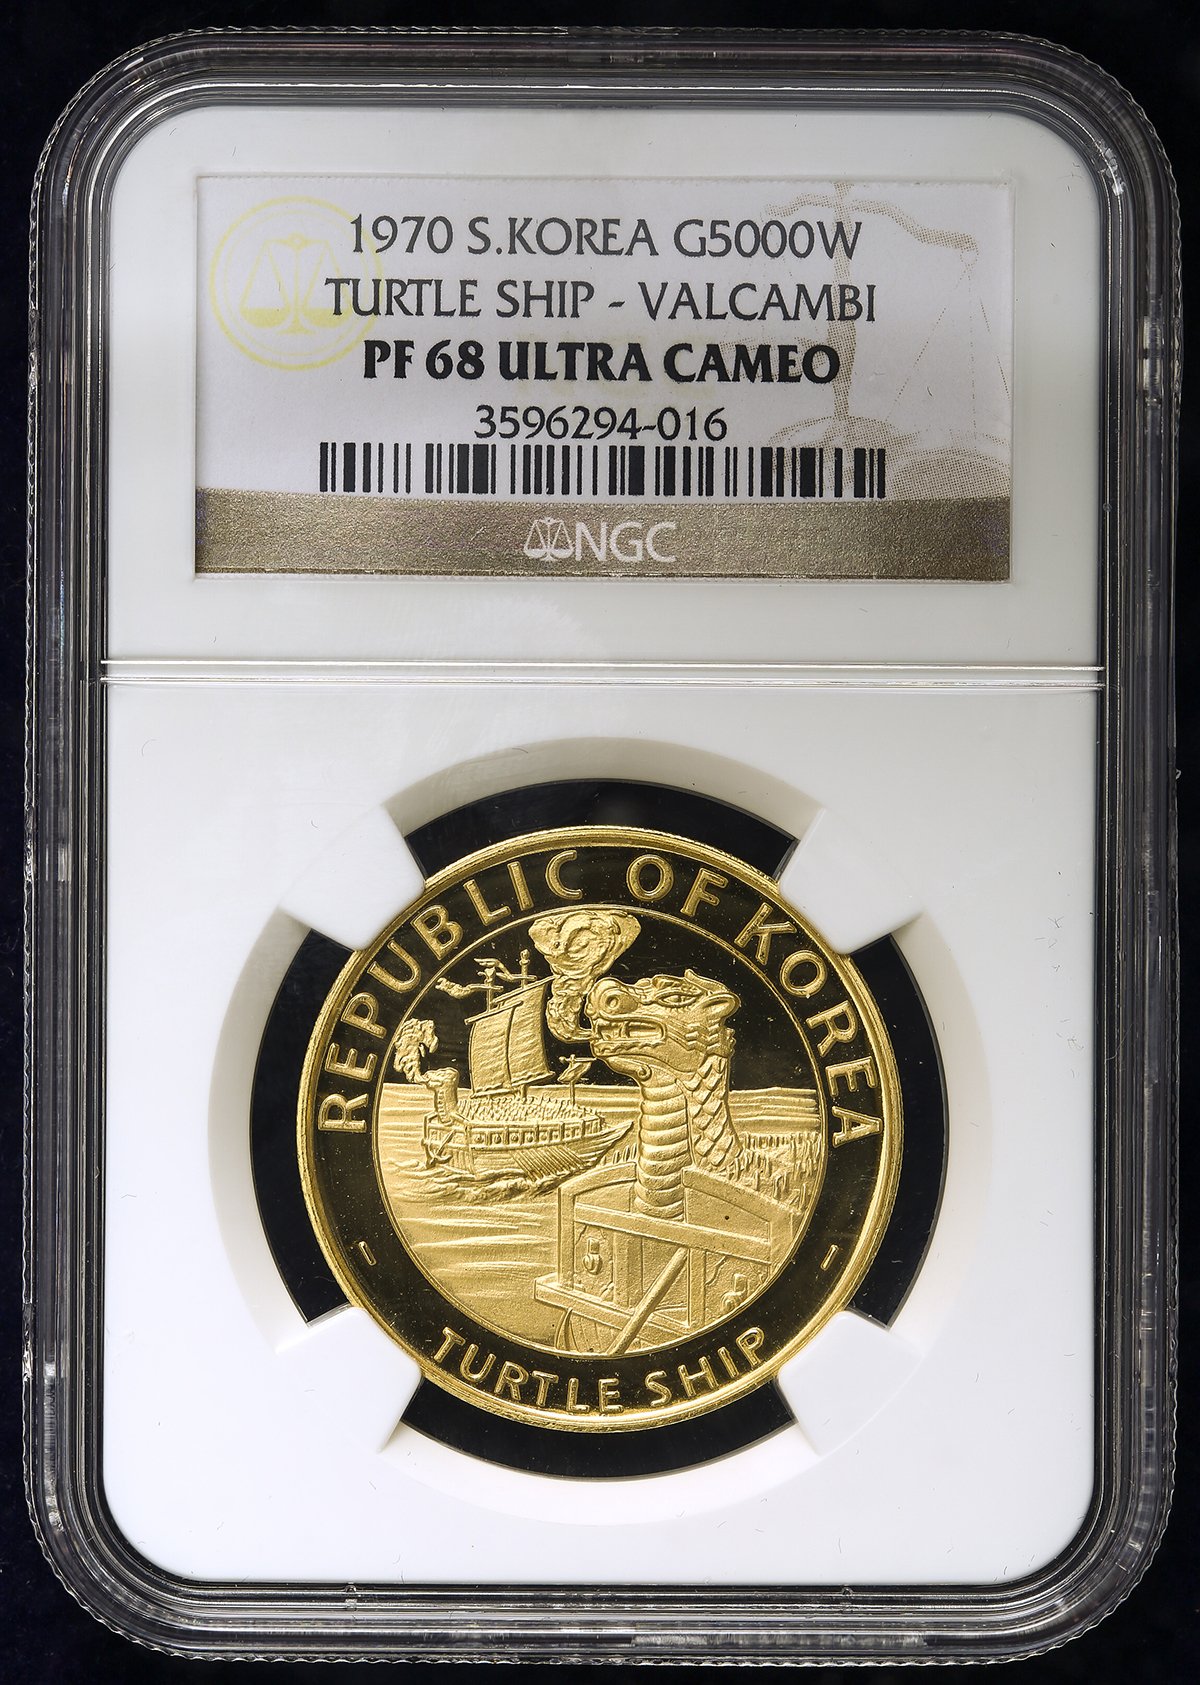 1970 S.KOREA G5000W
TURTLE SHIP - VALCAMBI
PF 68 ULTRA CAMEO
3596294-016
NGC
REPUBLIC OF KOREA
- TURTLE SHIP -